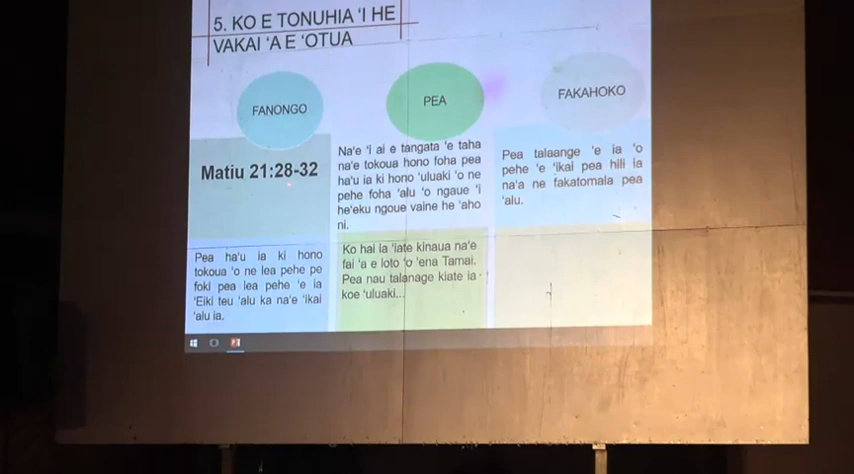 5. KO E TONUHIA 'I HE
VAKAI 'A E 'OTUA
FANONGO
PEA
FAKAHOKO
Matiu 21:28-32
Na'e 'i ai e tangata 'e taha
na'e tokoua hono foha pea
ha'u ia ki hono 'uluaki 'o ne
pehe foha 'alu 'o ngaue 'i
he'eku ngoue vaine he 'aho
ni.
Pea talaange 'e ia 'o
pehe 'e 'ikai pea hili ia
na'a ne fakatomala pea
'alu.
Pea ha'u ia ki hono
tokoua 'o ne lea pehe pe
foki pea lea pehe 'e ia
'Eiki teu 'alu ka na'e 'ikai
'alu ia.
Ko hai ia 'iate kinaua na'e
fai 'a e loto 'o 'ena Tamai.
Pea nau talanage kiate ia
koe 'uluaki...